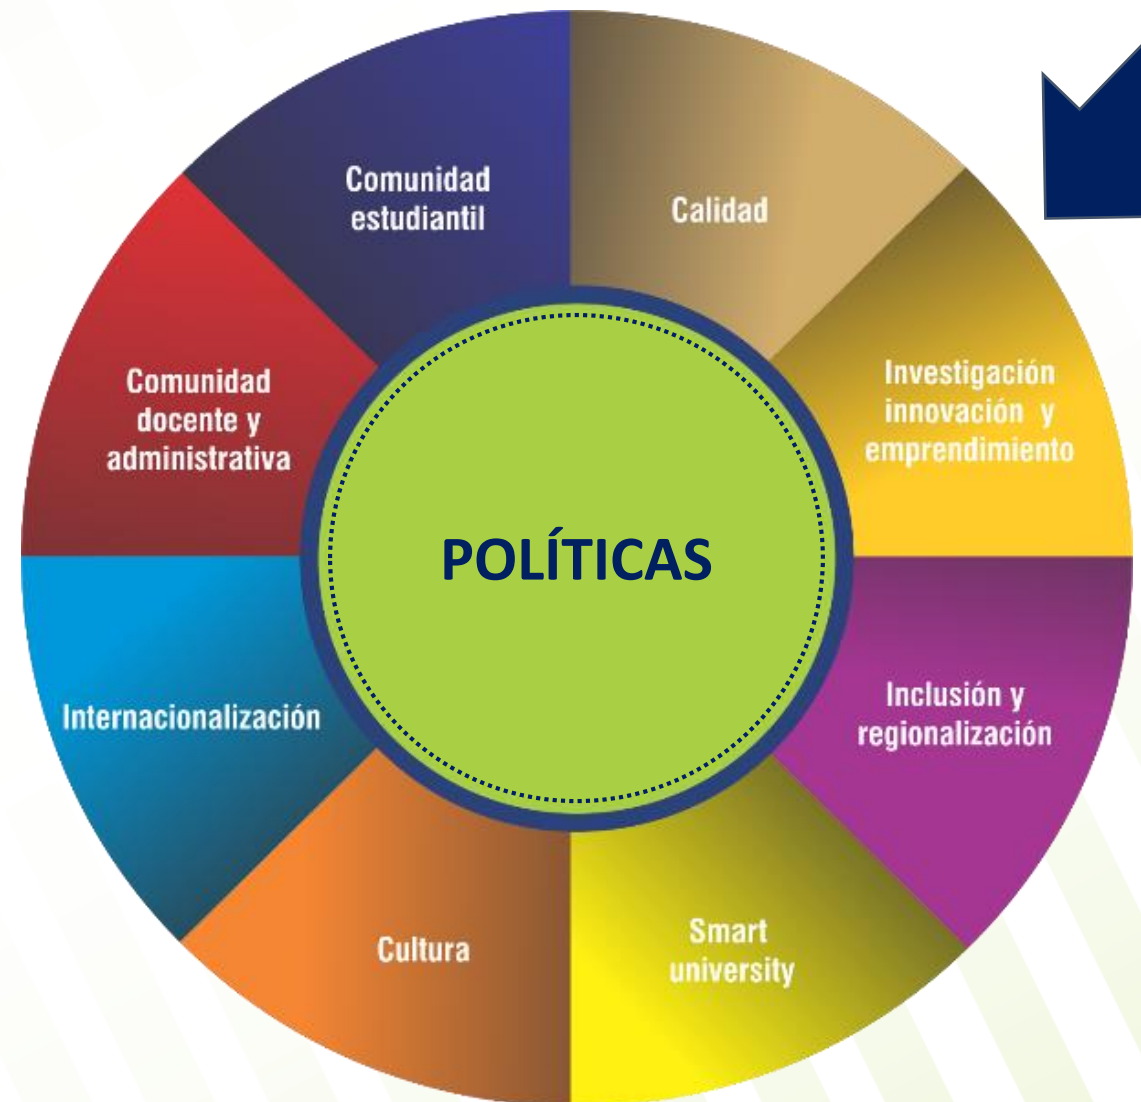 Comunidad
estudiantil
Calidad
Investigación
innovación y
emprendimiento
Inclusión y
regionalización
Smart
university
Cultura
Internacionalización
Comunidad
docente y
administrativa
POLÍTICAS